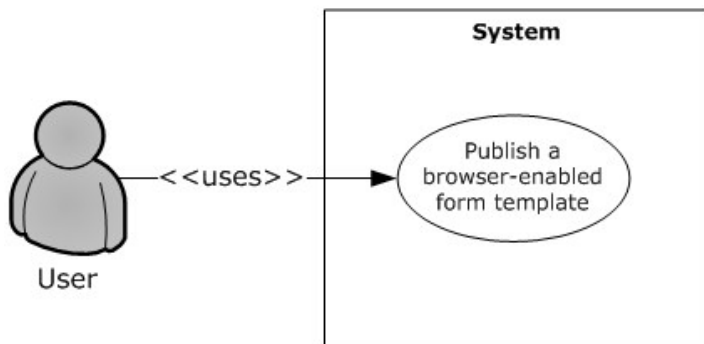 System
Publish a
browser-enabled
form template
<<uses>>
User